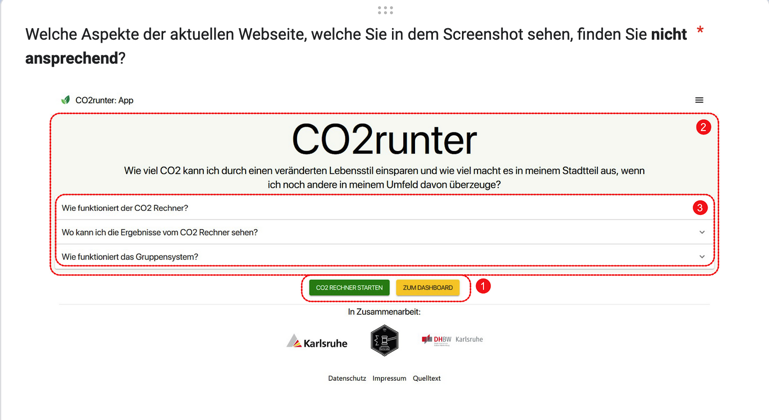 Welche Aspekte der aktuellen Webseite, welche Sie in dem Screenshot sehen, finden Sie nicht *
ansprechend?
CO2runter: App
2
CO2runter
Wie viel CO2 kann ich durch einen veränderten Lebensstil einsparen und wie viel macht es in meinem Stadtteil aus, wenn
ich noch andere in meinem Umfeld davon überzeuge?
Wie funktioniert der CO2 Rechner?
3
Wo kann ich die Ergebnisse vom CO2 Rechner sehen?
Wie funktioniert das Gruppensystem?
CO2 RECHNER STARTEN ZUM DASHBOARD 1
In Zusammenarbeit:
Karlsruhe DHBW Karlsruhe
Datenschutz Impressum Quelltext